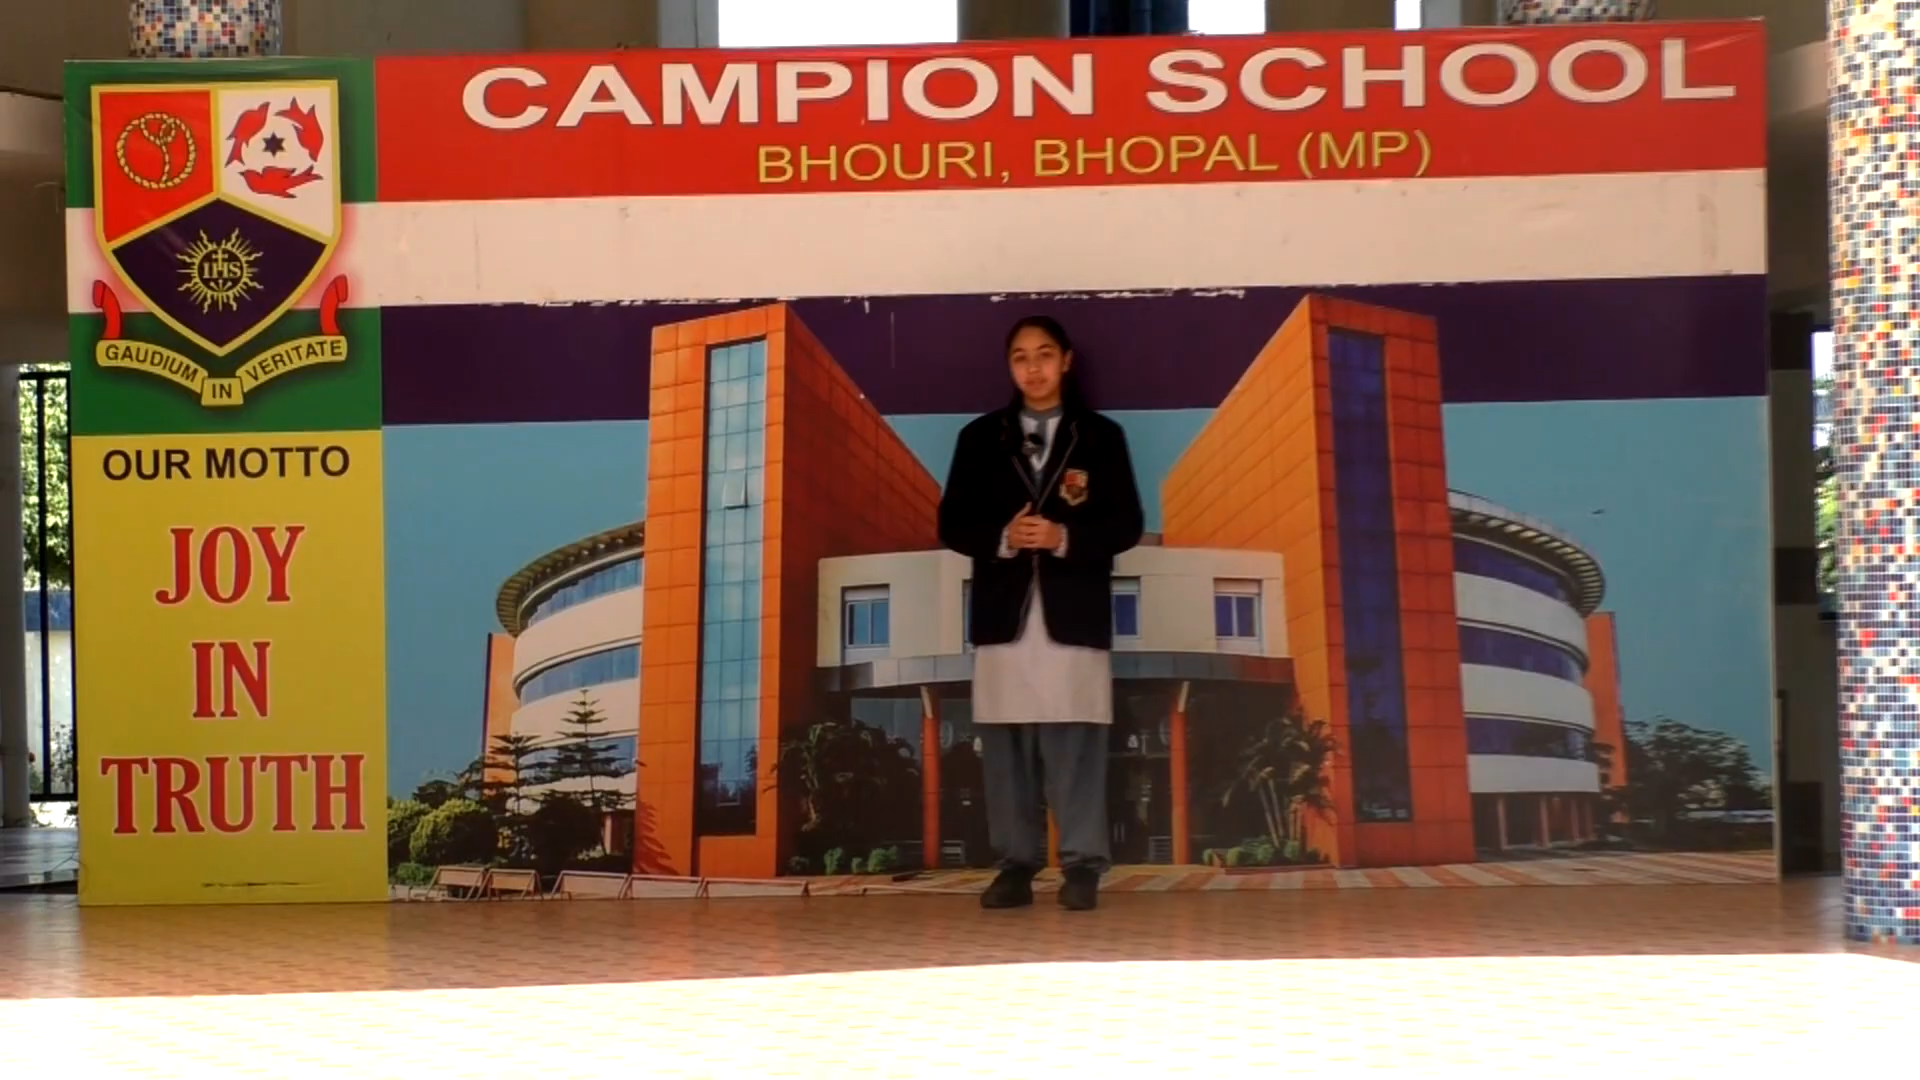 CAMPION SCHOOL
BHOURI, BHOPAL (MP)
IHS
GAUDIUM IN VERITATE
OUR MOTTO
JOY
IN
TRUTH